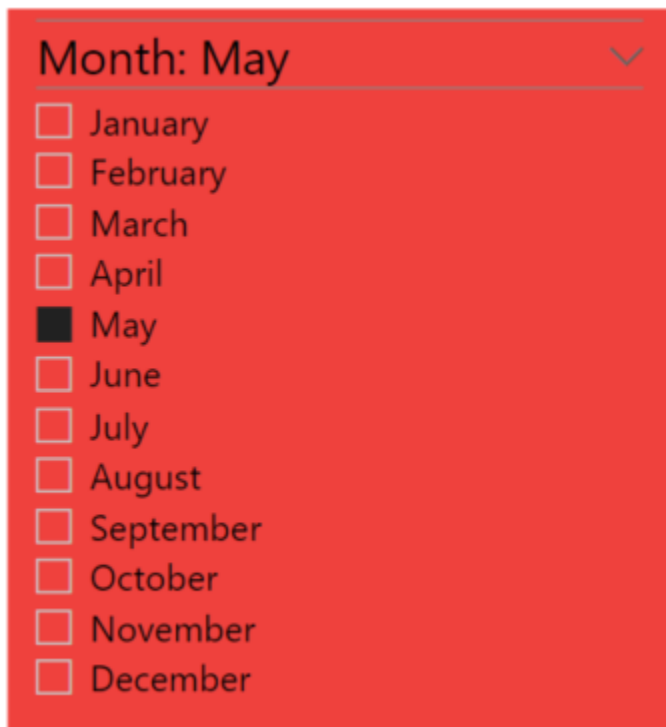 Month: May
January
February
March
April
May
June
July
August
September
October
November
December